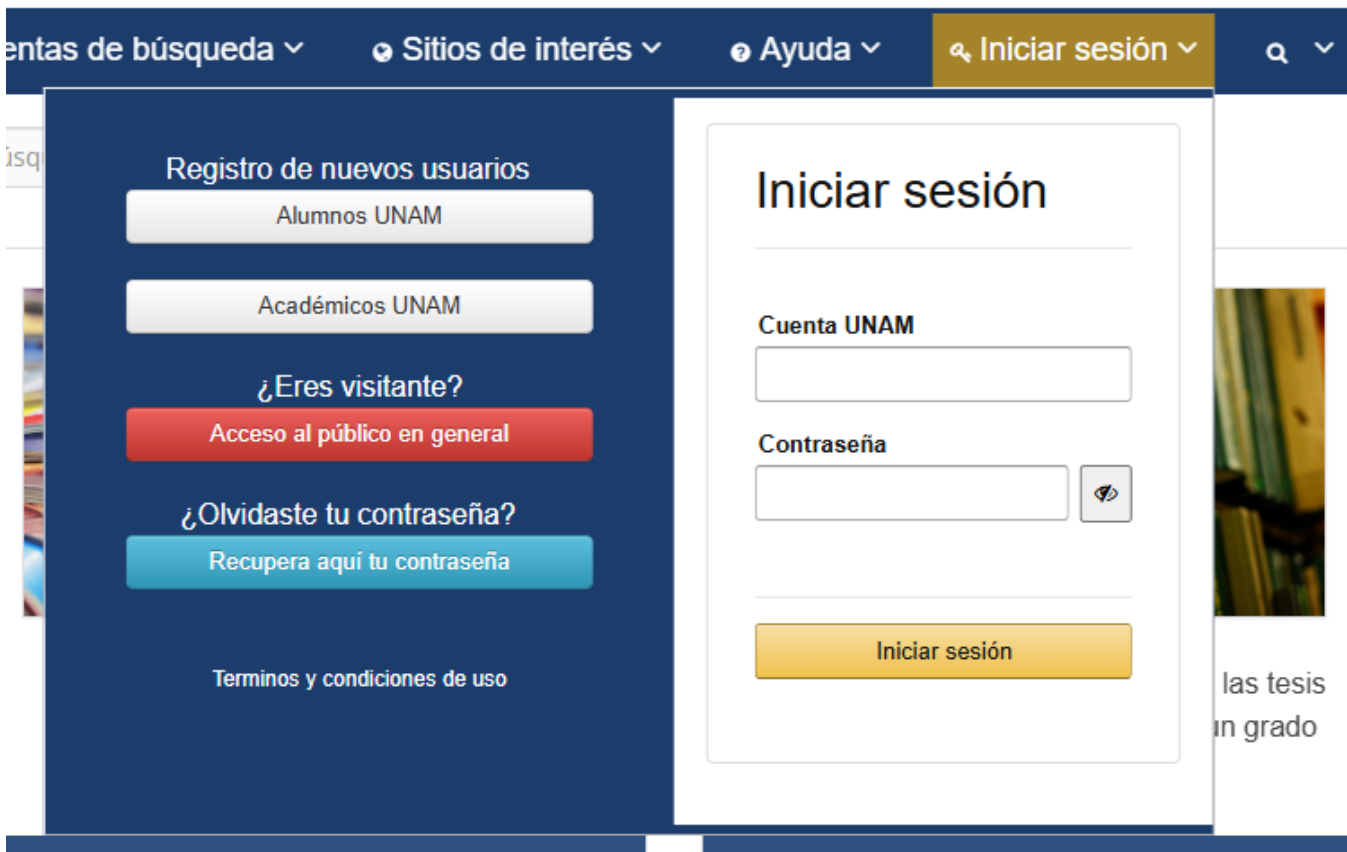 de búsqueda
Sitios de interés
Ayuda
Iniciar sesión
Registro de nuevos usuarios
Alumnos UNAM
Académicos UNAM
¿Eres visitante?
Acceso al público en general
¿Olvidaste tu contraseña?
Recupera aquí tu contraseña
Terminos y condiciones de uso
Iniciar sesión
Cuenta UNAM
Contraseña
Iniciar sesión
las tesis
grado